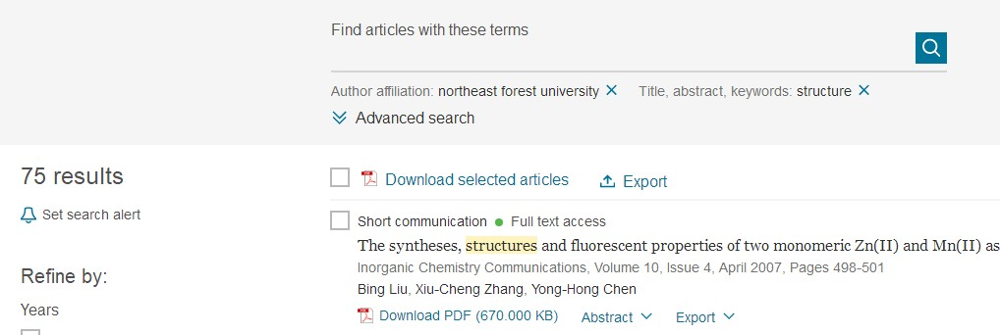 Find articles with these terms
Author affiliation: northeast forest university Title, abstract, keywords: structure
Advanced search
75 results
Download selected articles Export
Set search alert
Short communication Full text access
The syntheses, structures and fluorescent properties of two monomeric Zn(II) and Mn(II) as
Inorganic Chemistry Communications, Volume 10, Issue 4, April 2007, Pages 498-501
Refine by:
Bing Liu, Xiu-Cheng Zhang, Yong-Hong Chen
Years
Download PDF (670.000 KB) Abstract Export